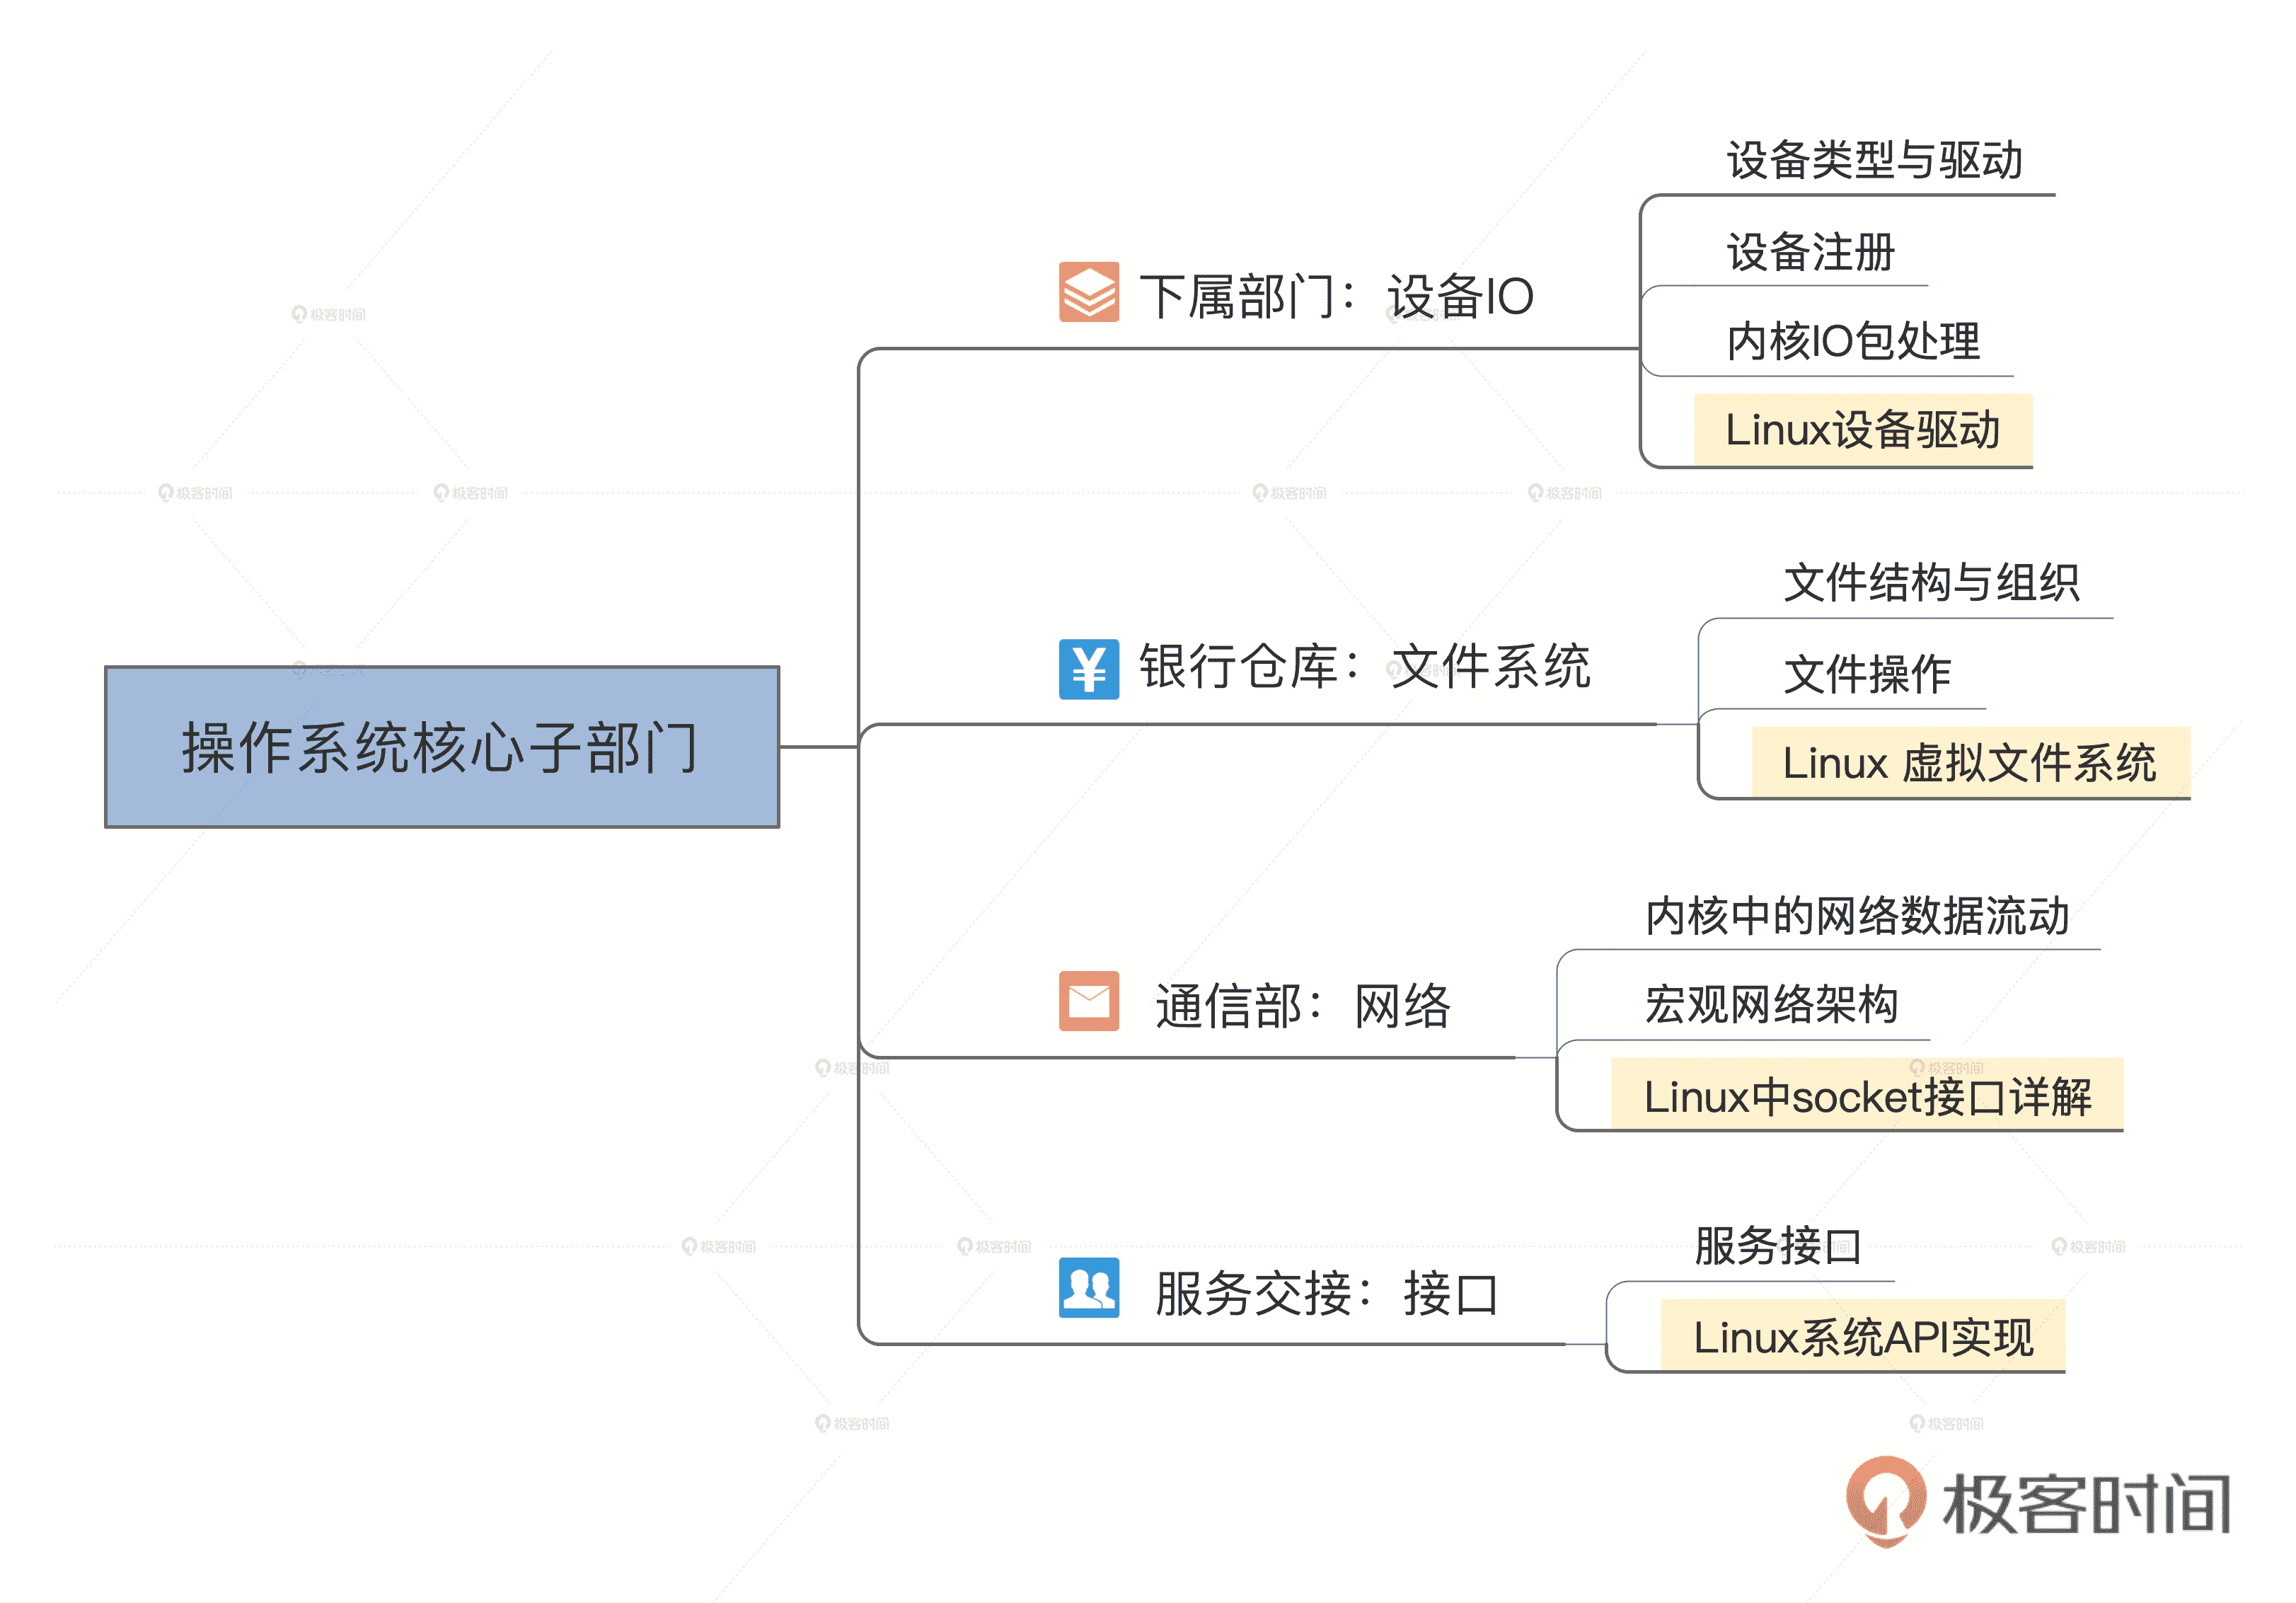 操作系统核心子部门
下属部门：设备IO
设备类型与驱动
设备注册
内核IO包处理
Linux设备驱动
银行仓库：文件系统
文件结构与组织
文件操作
Linux 虚拟文件系统
通信部：网络
内核中的网络数据流动
宏观网络架构
Linux中socket接口详解
服务交接：接口
服务接口
Linux系统API实现
极客时间